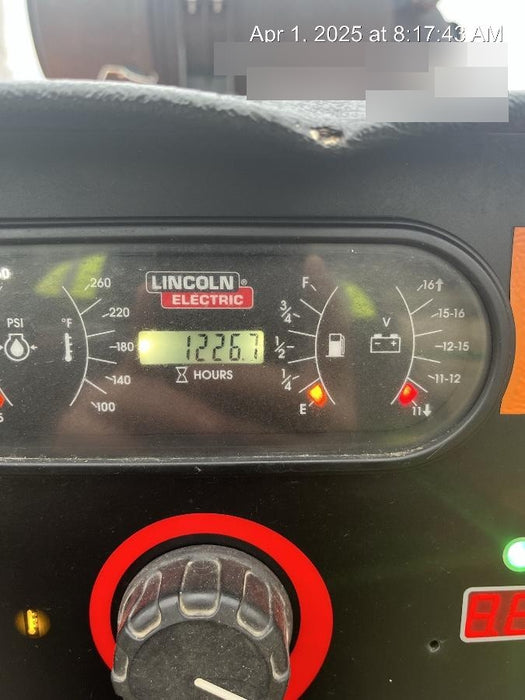 Apr 1, 2025 at 8:17:43 AM
LINCOLN®
ELECTRIC
1226.7
HOURS
PSI
°F
260
220
180
140
100
F
3/4
1/2
1/4
E
V
16↑
15-16
12-15
11-12
11↓